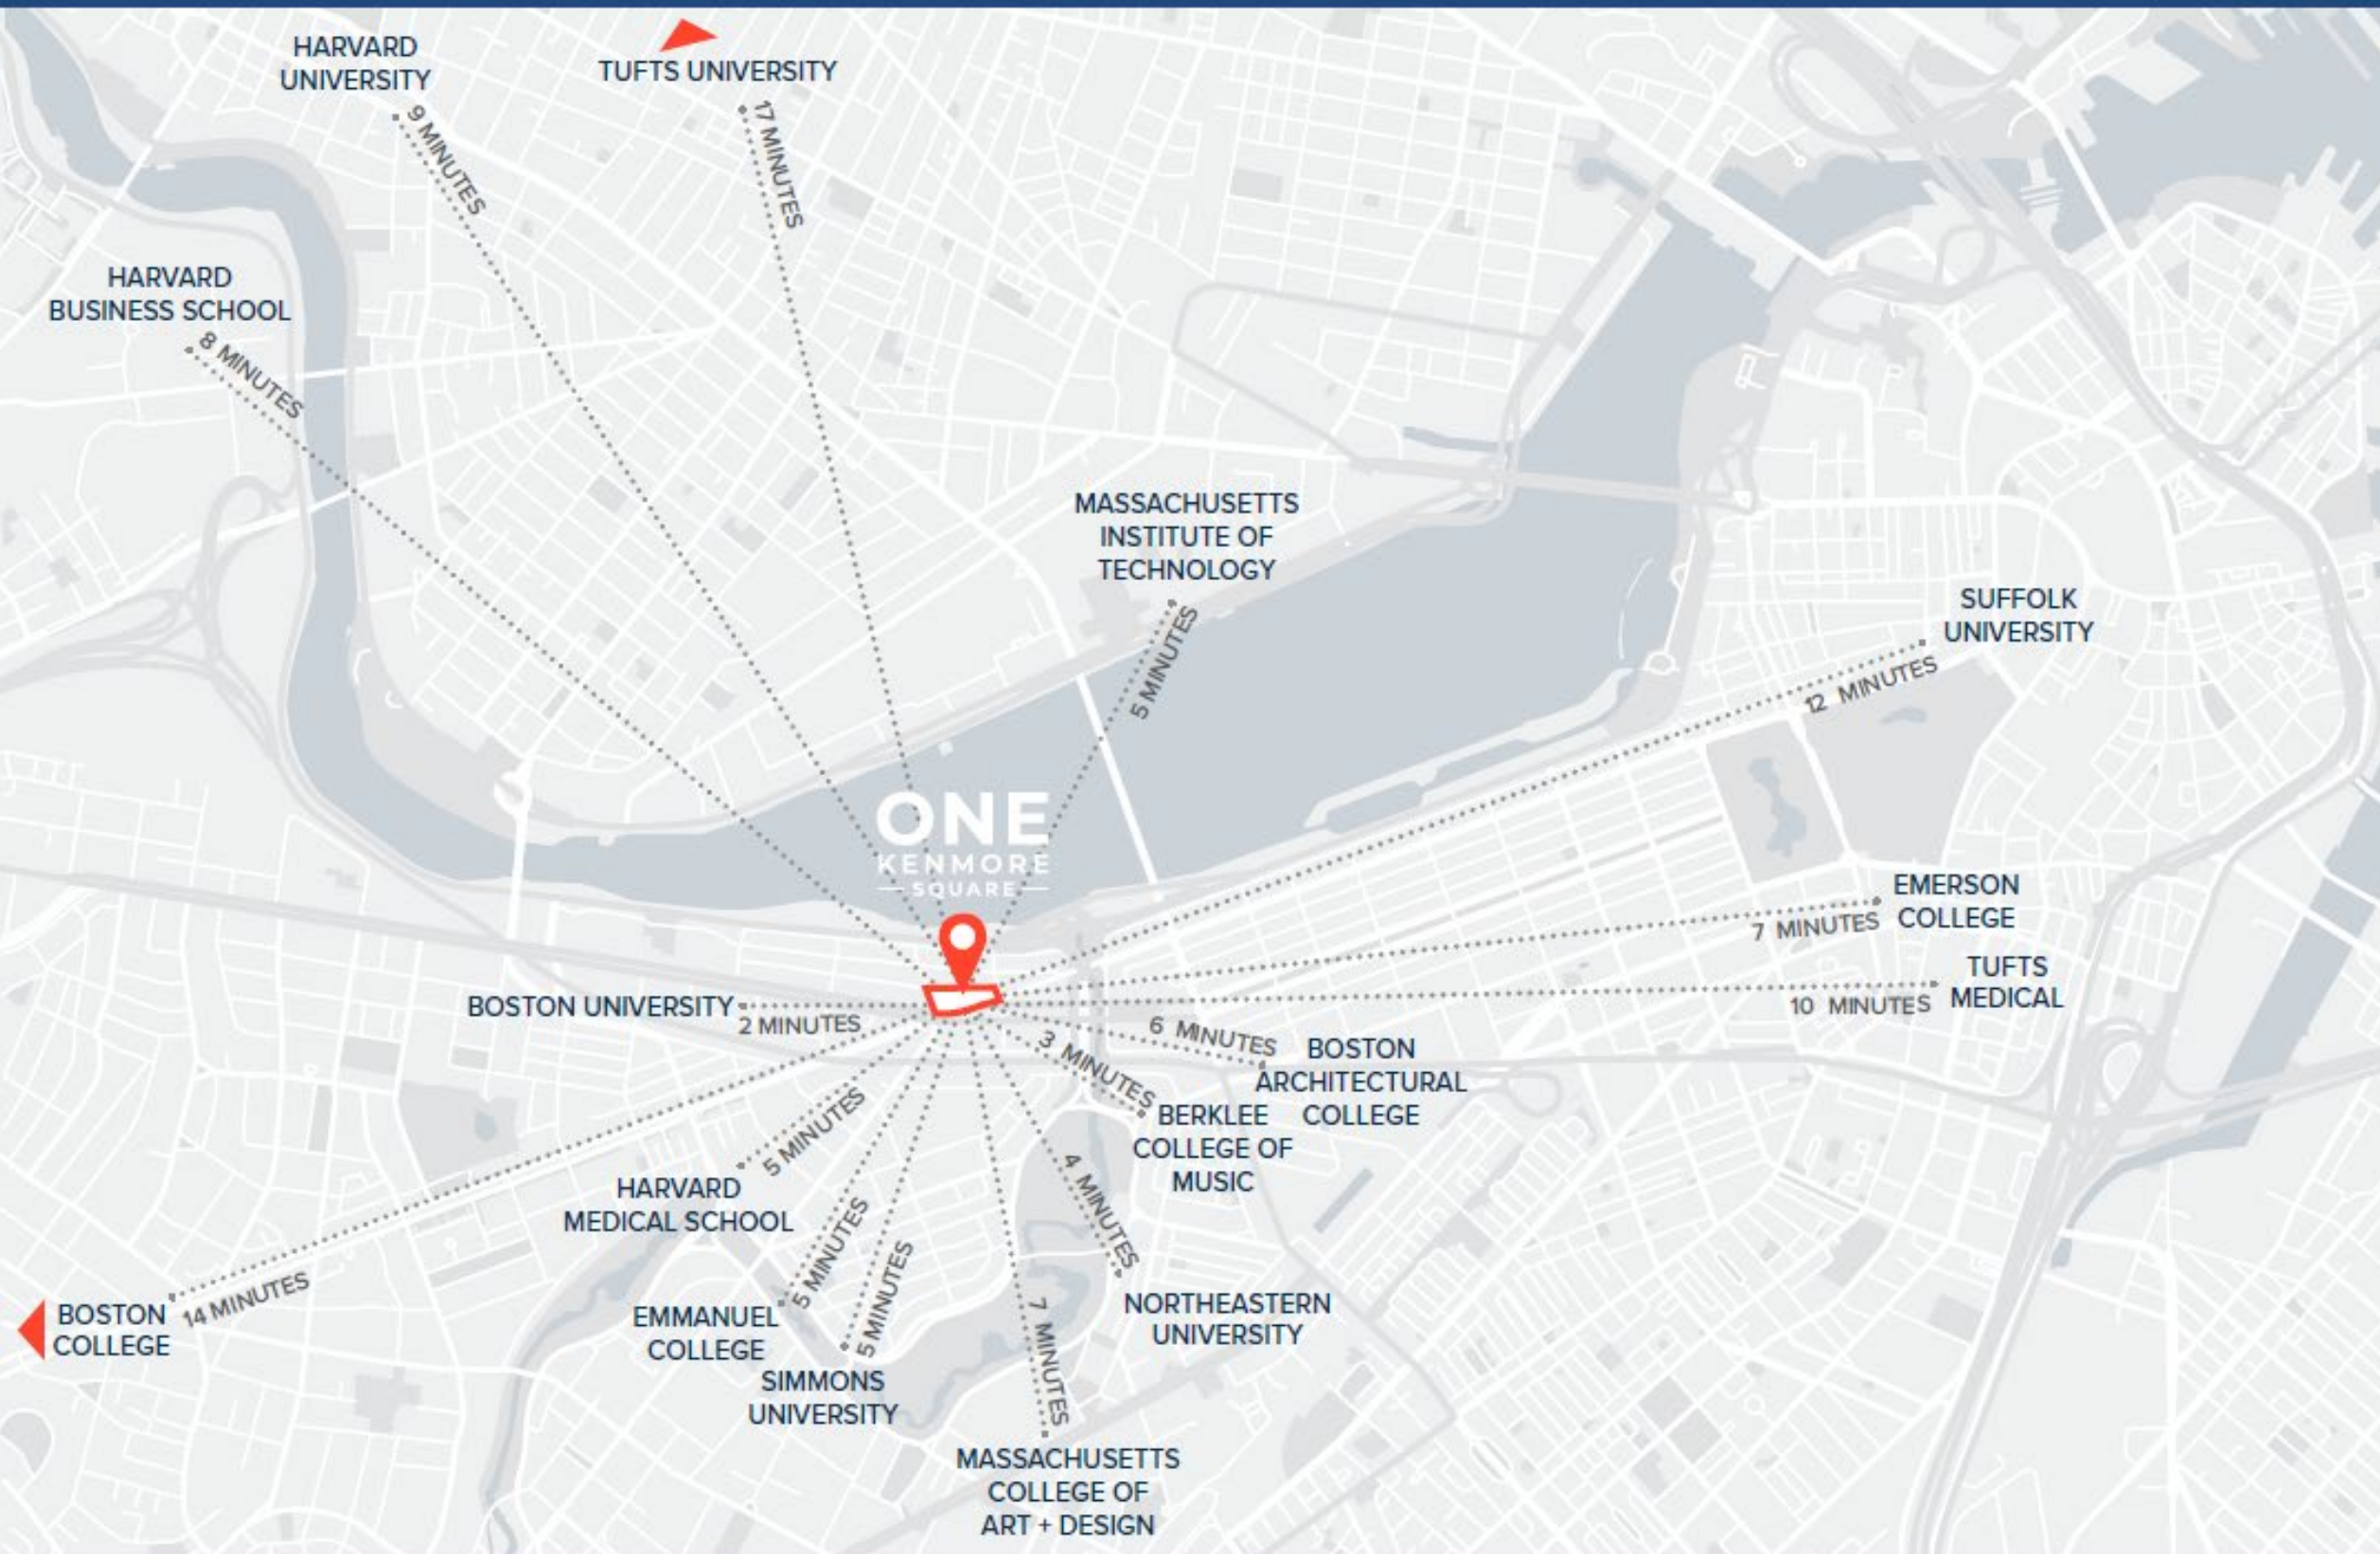 HARVARD
UNIVERSITY
9 MINUTES
TUFTS UNIVERSITY
17 MINUTES
HARVARD
BUSINESS SCHOOL
8 MINUTES
MASSACHUSETTS
INSTITUTE OF
TECHNOLOGY
5 MINUTES
SUFFOLK
UNIVERSITY
12 MINUTES
ONE
KENMORE
SQUARE
EMERSON
COLLEGE
7 MINUTES
TUFTS
MEDICAL
10 MINUTES
BOSTON UNIVERSITY
2 MINUTES
6 MINUTES
BOSTON
ARCHITECTURAL
COLLEGE
3 MINUTES
BERKLEE
COLLEGE OF
MUSIC
5 MINUTES
HARVARD
MEDICAL SCHOOL
4 MINUTES
NORTHEASTERN
UNIVERSITY
14 MINUTES
BOSTON
COLLEGE
5 MINUTES
EMMANUEL
COLLEGE
5 MINUTES
SIMMONS
UNIVERSITY
7 MINUTES
MASSACHUSETTS
COLLEGE OF
ART + DESIGN